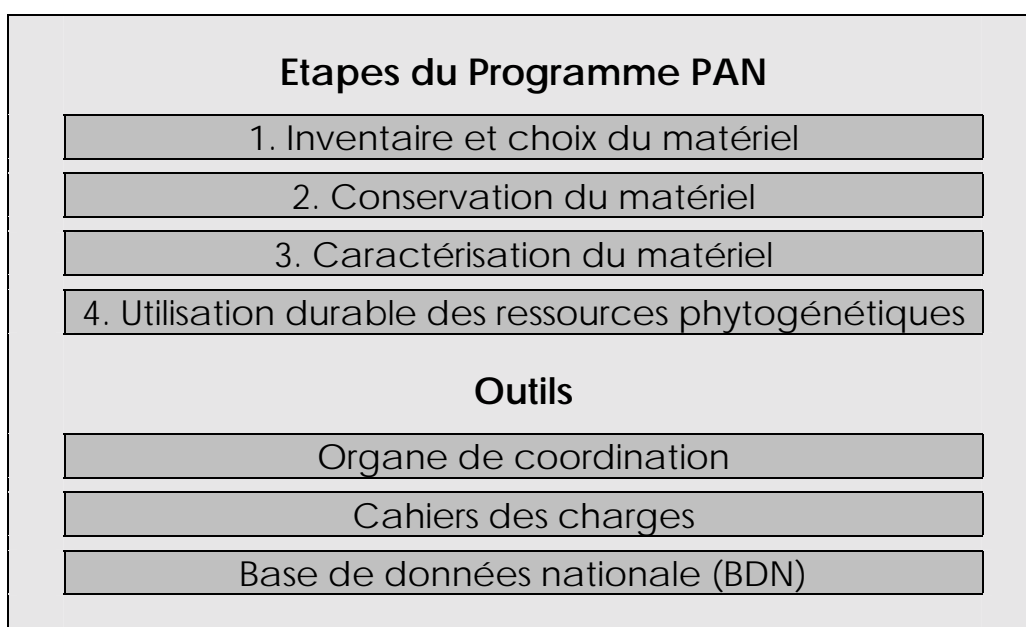 Etapes du Programme PAN
1. Inventaire et choix du matériel
2. Conservation du matériel
3. Caractérisation du matériel
4. Utilisation durable des ressources phytogénétiques
Outils
Organe de coordination
Cahiers des charges
Base de données nationale (BDN)